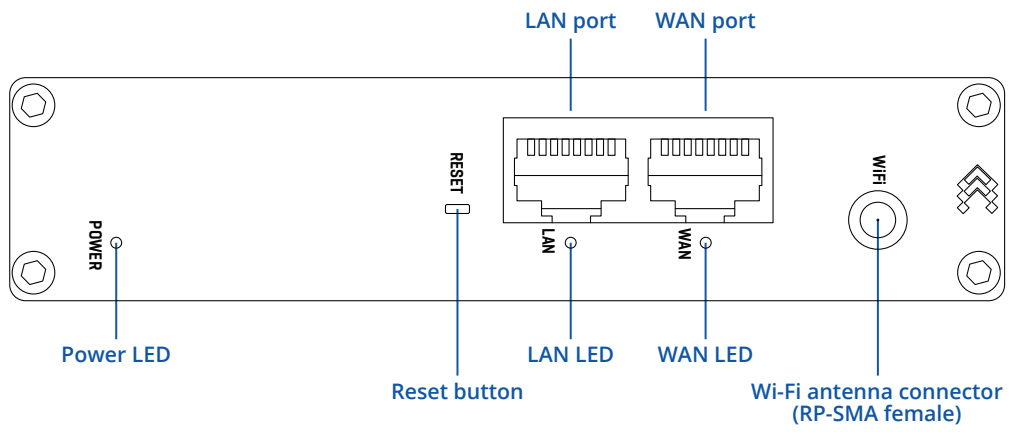 LAN port
WAN port
RESET
WiFi
POWER
LAN
WAN
Power LED
LAN LED
WAN LED
Reset button
Wi-Fi antenna connector
(RP-SMA female)